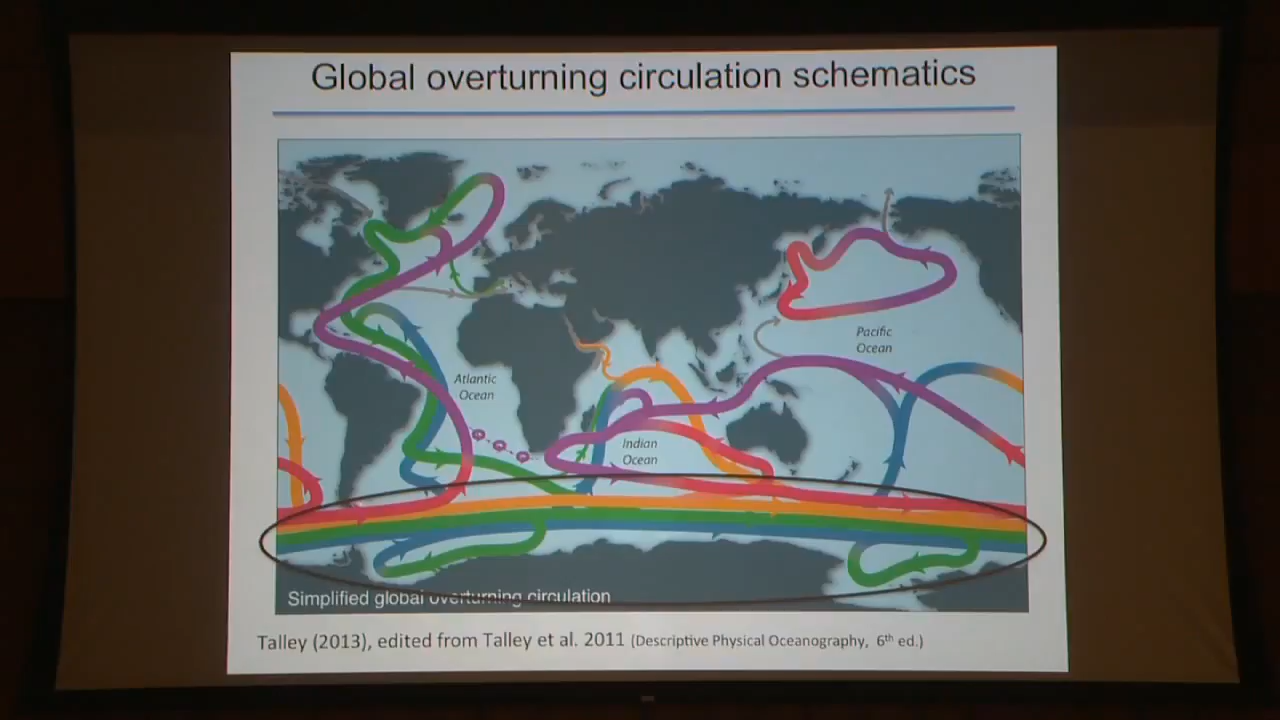 Global overturning circulation schematics
Pacific
Ocean
Atlantic
Ocean
Indian
Ocean
Simplified global overturning circulation
Talley (2013), edited from Talley et al. 2011 (Descriptive Physical Oceanography, 6th ed.)